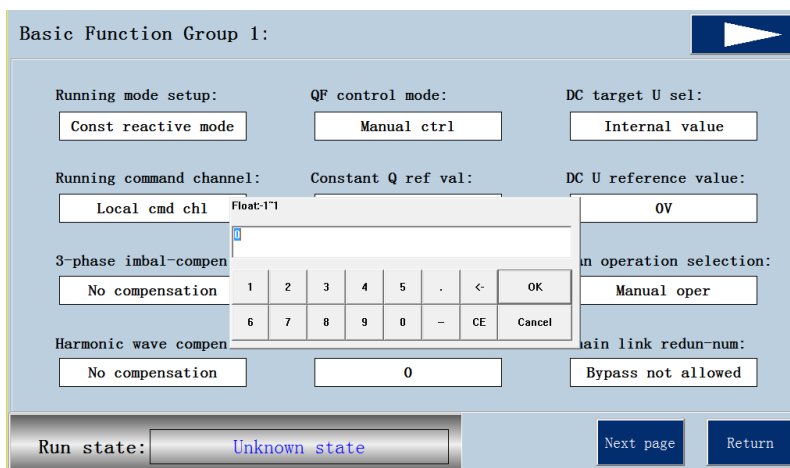 Basic Function Group 1:
Running mode setup: QF control mode: DC target U sel:
Const reactive mode Manual ctrl Internal value
Running command channel: Constant Q ref val: DC U reference value:
Local cmd chl 0V
Float:-1~1
0
3-phase imbal-compen operation selection:
No compensation Manual oper
1 2 3 4 5 . <- OK
6 7 8 9 0 - CE Cancel
Harmonic wave compen link redun-num:
No compensation 0 Bypass not allowed
Run state: Unknown state Next page Return